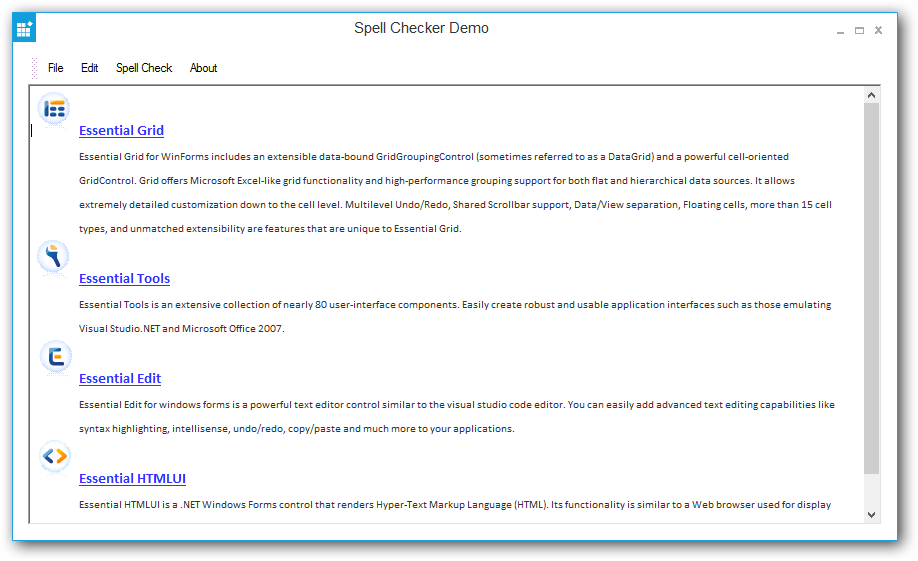 Spell Checker Demo
File Edit Spell Check About
Essential Grid
Essential Grid for WinForms includes an extensible data-bound GridGroupingControl (sometimes referred to as a DataGrid) and a powerful cell-oriented
GridControl. Grid offers Microsoft Excel-like grid functionality and high-performance grouping support for both flat and hierarchical data sources. It allows
extremely detailed customization down to the cell level. Multilevel Undo/Redo, Shared Scrollbar support, Data/View separation, Floating cells, more than 15 cell
types, and unmatched extensibility are features that are unique to Essential Grid.
Essential Tools
Essential Tools is an extensive collection of nearly 80 user-interface components. Easily create robust and usable application interfaces such as those emulating
Visual Studio.NET and Microsoft Office 2007.
Essential Edit
Essential Edit for windows forms is a powerful text editor control similar to the visual studio code editor. You can easily add advanced text editing capabilities like
syntax highlighting, intellisense, undo/redo, copy/paste and much more to your applications.
Essential HTMLUI
Essential HTMLUI is a .NET Windows Forms control that renders Hyper-Text Markup Language (HTML). Its functionality is similar to a Web browser used for display